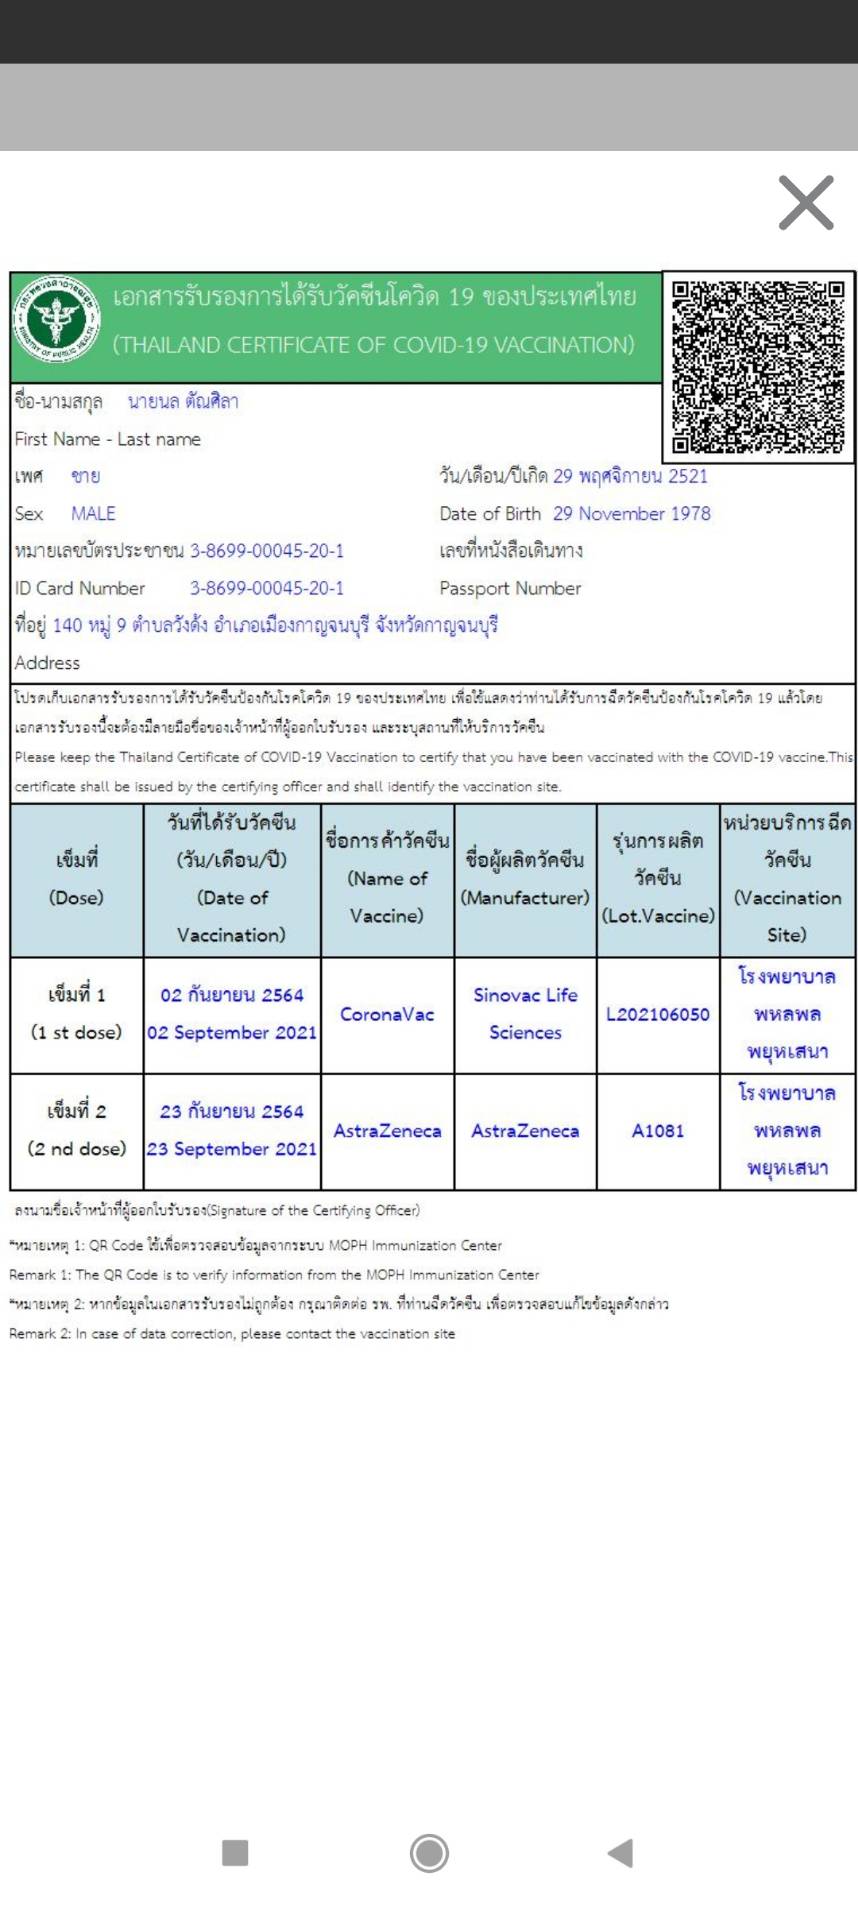 เอกสารรับรองการได้รับวัคซีนโควิด 19 ของประเทศไทย
(THAILAND CERTIFICATE OF COVID-19 VACCINATION)
กระทรวงสาธารณสุข
MINISTRY OF PUBLIC HEALTH
ชื่อ-นามสกุล นายนล ตัณศิลา
First Name - Last name
เพศ ชาย วัน/เดือน/ปีเกิด 29 พฤศจิกายน 2521
Sex MALE Date of Birth 29 November 1978
หมายเลขบัตรประชาชน 3-8699-00045-20-1 เลขที่หนังสือเดินทาง
ID Card Number 3-8699-00045-20-1 Passport Number
ที่อยู่ 140 หมู่ 9 ตำบลวังด้ง อำเภอเมืองกาญจนบุรี จังหวัดกาญจนบุรี
Address
โปรดเก็บเอกสารรับรองการได้รับวัคซีนป้องกันโรคโควิด 19 ของประเทศไทย เพื่อใช้แสดงว่าท่านได้รับการฉีดวัคซีนป้องกันโรคโควิด 19 แล้วโดย
เอกสารรับรองนี้จะต้องมีลายมือชื่อของเจ้าหน้าที่ผู้ออกใบรับรอง และระบุสถานที่ให้บริการวัคซีน
Please keep the Thailand Certificate of COVID-19 Vaccination to certify that you have been vaccinated with the COVID-19 vaccine.This
certificate shall be issued by the certifying officer and shall identify the vaccination site.
เข็มที่
(Dose)
วันที่ได้รับวัคซีน
(วัน/เดือน/ปี)
(Date of
Vaccination)
ชื่อการค้าวัคซีน
(Name of
Vaccine)
ชื่อผู้ผลิตวัคซีน
(Manufacturer)
รุ่นการผลิต
วัคซีน
(Lot.Vaccine)
หน่วยบริการฉีด
วัคซีน
(Vaccination
Site)
เข็มที่ 1
(1 st dose)
02 กันยายน 2564
02 September 2021
CoronaVac
Sinovac Life
Sciences
L202106050
โรงพยาบาล
พหลพล
พยุหเสนา
เข็มที่ 2
(2 nd dose)
23 กันยายน 2564
23 September 2021
AstraZeneca
AstraZeneca
A1081
โรงพยาบาล
พหลพล
พยุหเสนา
ลงนามชื่อเจ้าหน้าที่ผู้ออกใบรับรอง(Signature of the Certifying Officer)
*หมายเหตุ 1: QR Code ใช้เพื่อตรวจสอบข้อมูลจากระบบ MOPH Immunization Center
Remark 1: The QR Code is to verify information from the MOPH Immunization Center
*หมายเหตุ 2: หากข้อมูลในเอกสารรับรองไม่ถูกต้อง กรุณาติดต่อ รพ. ที่ท่านฉีดวัคซีน เพื่อตรวจสอบแก้ไขข้อมูลดังกล่าว
Remark 2: In case of data correction, please contact the vaccination site